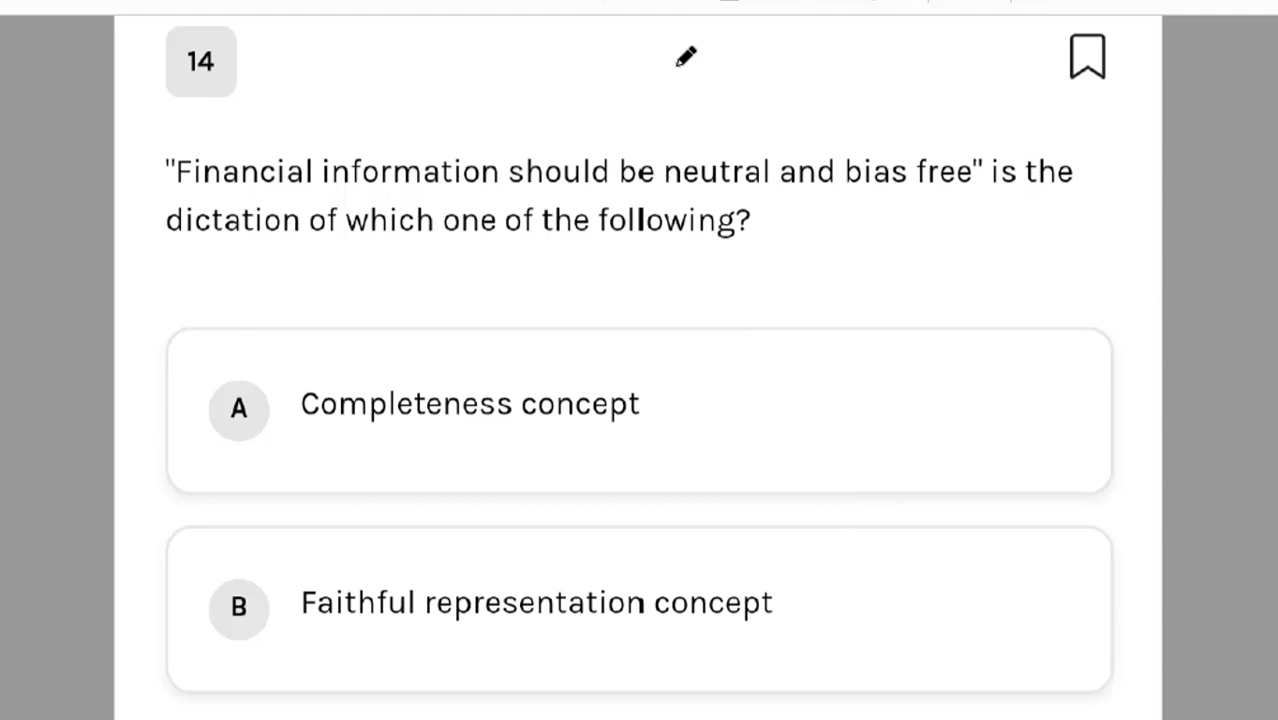 14
"Financial information should be neutral and bias free" is the
dictation of which one of the following?
A Completeness concept
B Faithful representation concept